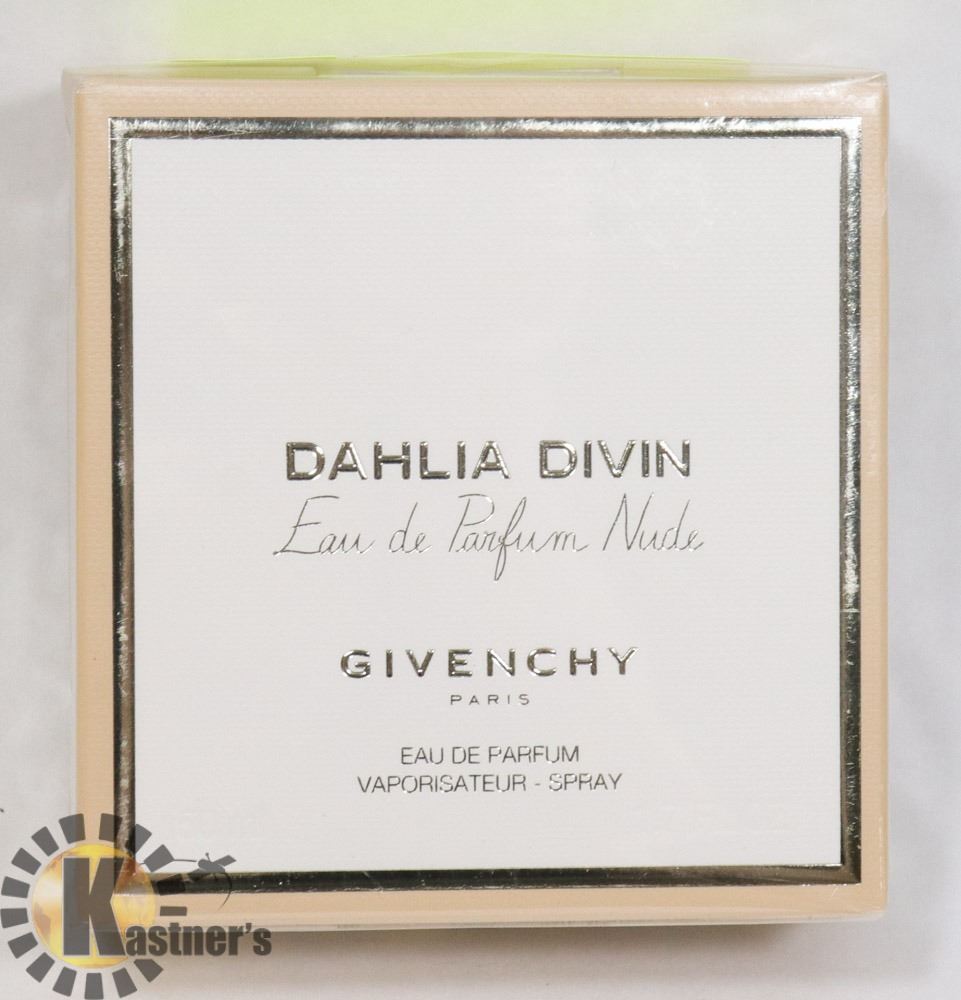 DAHLIA DIVIN
Eau de Parfum Nude
GIVENCHY
PARIS
EAU DE PARFUM
VAPORISATEUR - SPRAY
Kastner's